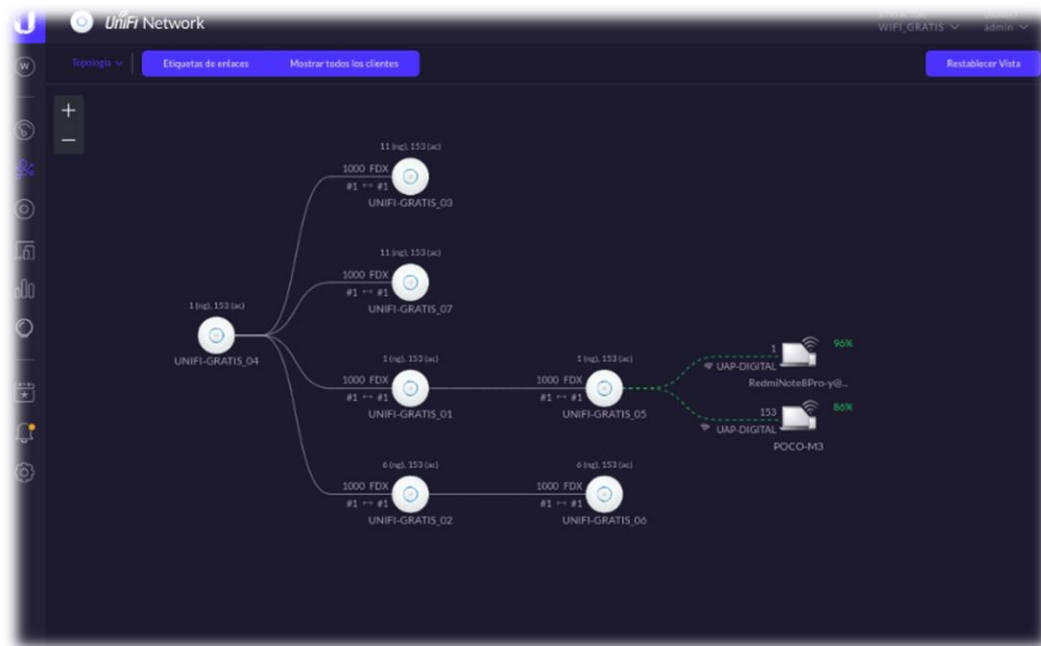 UniFi Network
WIFI_GRATIS
admin
W
Topología
Etiquetas de enlaces
Mostrar todos los clientes
Restablecer Vista
+
−
11 (ng), 153 (ac)
1000 FDX
#1 ↔ #1
UNIFI-GRATIS_03
11 (ng), 153 (ac)
1000 FDX
#1 ↔ #1
UNIFI-GRATIS_07
1 (ng), 153 (ac)
UNIFI-GRATIS_04
1 (ng), 153 (ac)
1000 FDX
#1 ↔ #1
UNIFI-GRATIS_01
1 (ng), 153 (ac)
1000 FDX
#1 ↔ #1
UNIFI-GRATIS_05
1
96%
UAP-DIGITAL
RedmiNote8Pro-y@...
153
86%
UAP-DIGITAL
POCO-M3
6 (ng), 153 (ac)
1000 FDX
#1 ↔ #1
UNIFI-GRATIS_02
6 (ng), 153 (ac)
1000 FDX
#1 ↔ #1
UNIFI-GRATIS_06